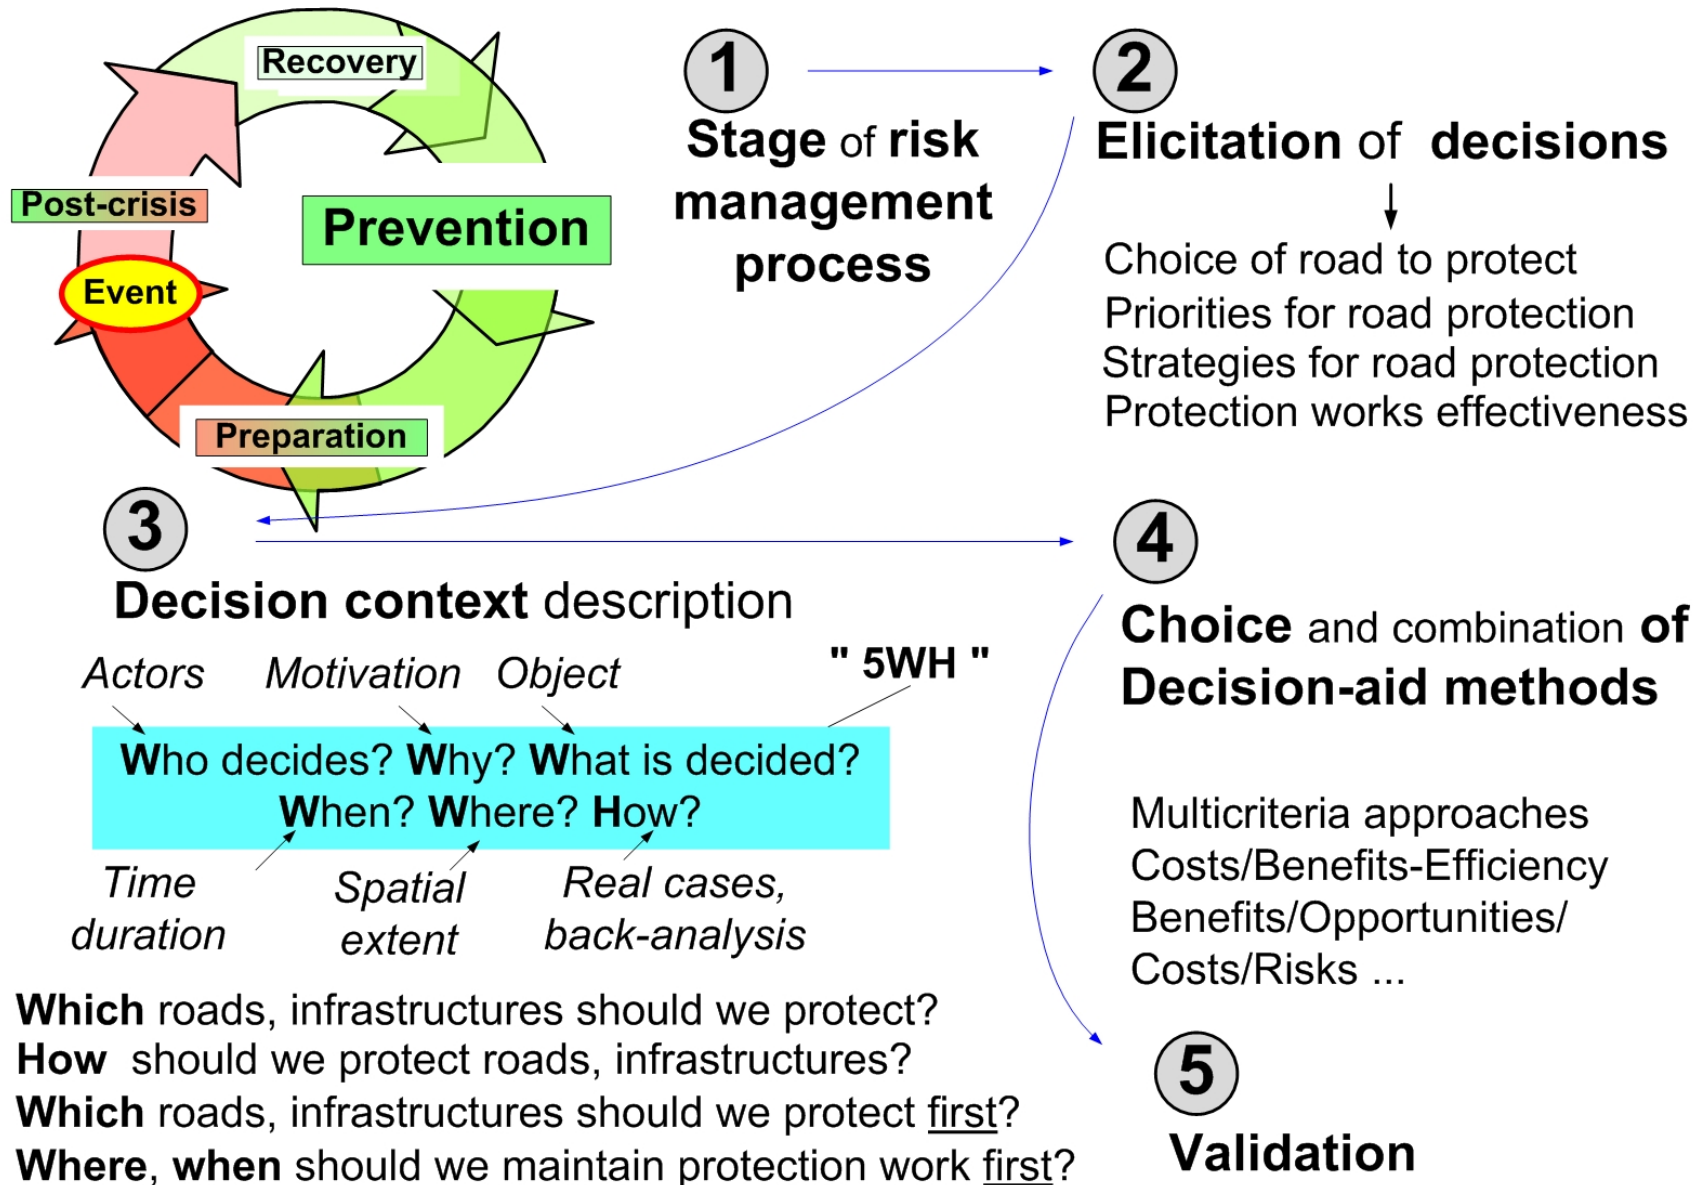 Recovery
Post-crisis
Prevention
Event
Preparation
1
Stage of risk
management
process
2
Elicitation of decisions
Choice of road to protect
Priorities for road protection
Strategies for road protection
Protection works effectiveness
3
Decision context description
Actors Motivation Object " 5WH "
Who decides? Why? What is decided?
When? Where? How?
Time
duration
Spatial
extent
Real cases,
back-analysis
Which roads, infrastructures should we protect?
How should we protect roads, infrastructures?
Which roads, infrastructures should we protect first?
Where, when should we maintain protection work first?
4
Choice and combination of
Decision-aid methods
Multicriteria approaches
Costs/Benefits-Efficiency
Benefits/Opportunities/
Costs/Risks ...
5
Validation